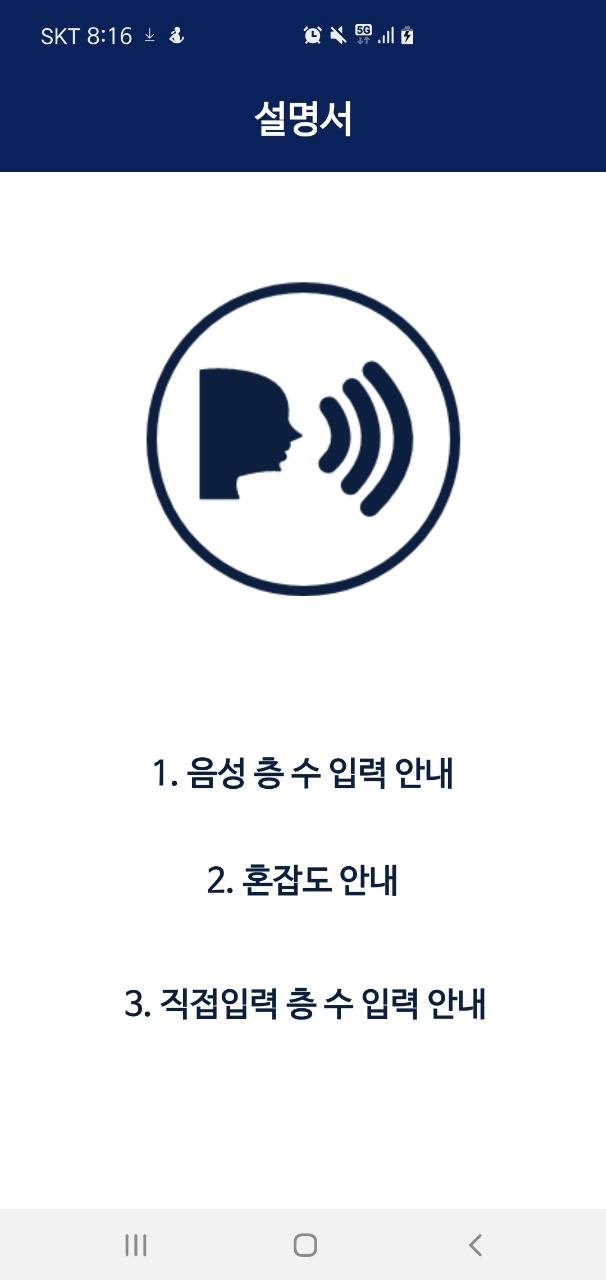 SKT 8:16
5G
설명서
1. 음성 층 수 입력 안내
2. 혼잡도 안내
3. 직접입력 층 수 입력 안내